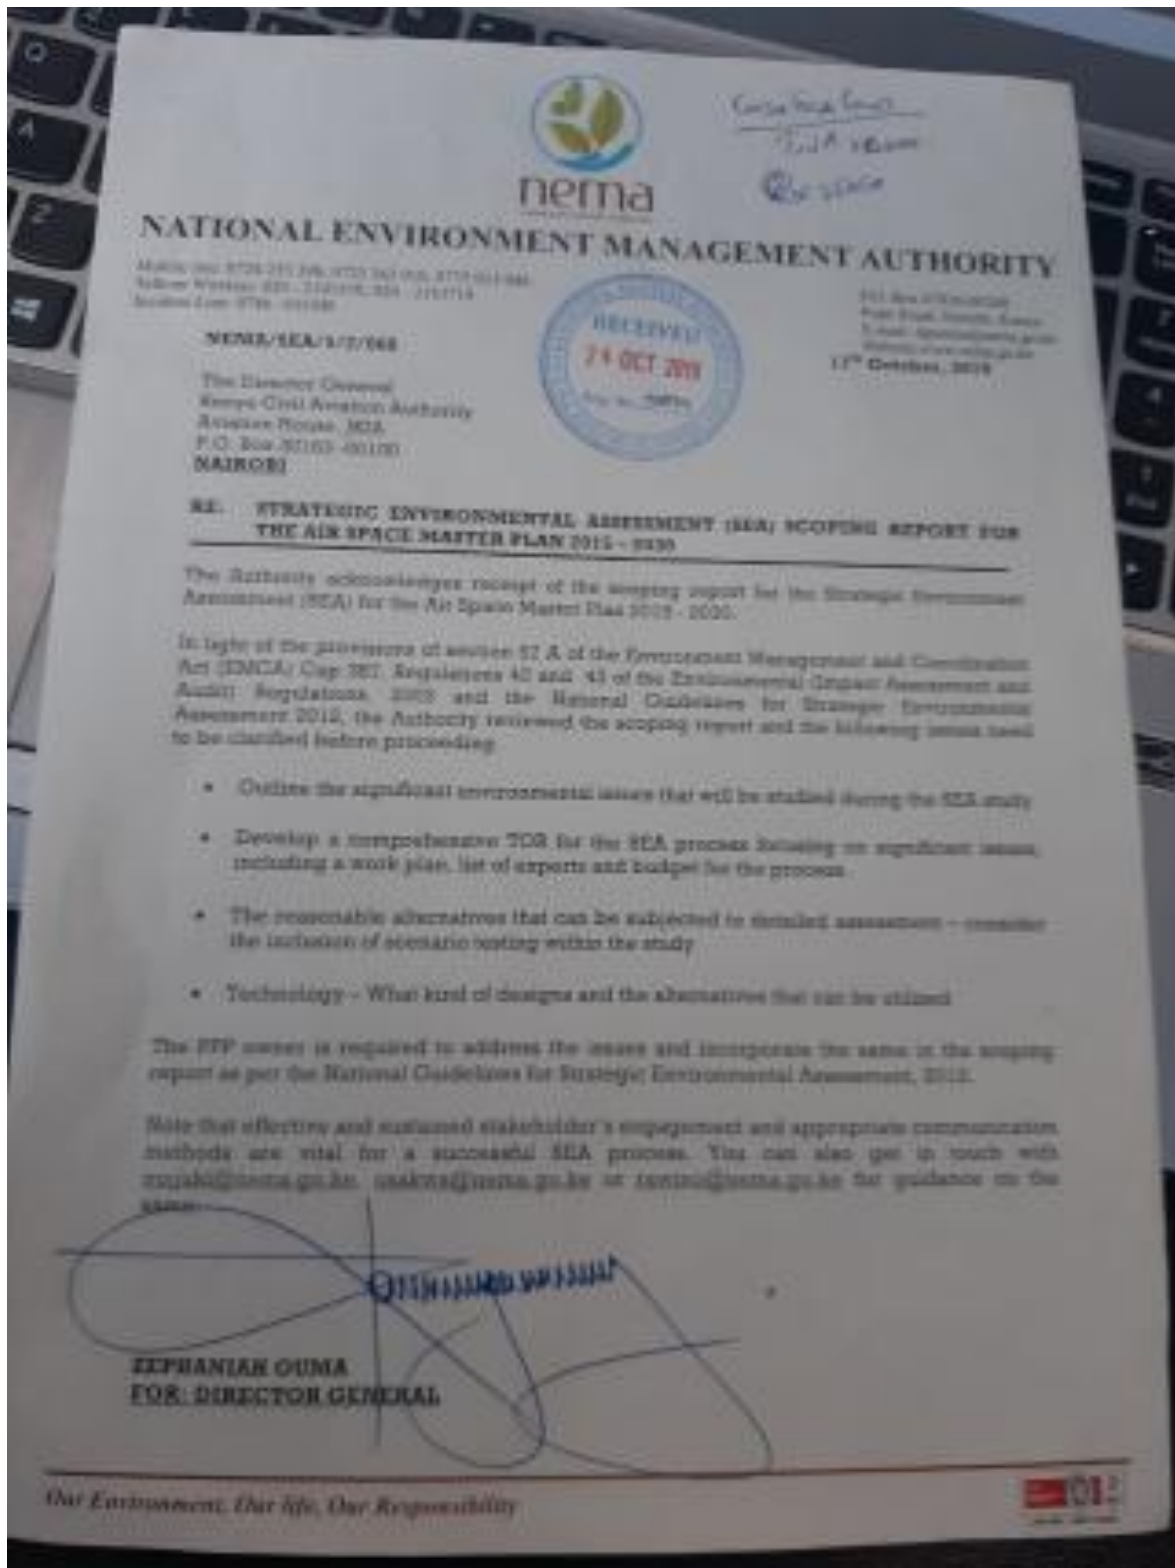 nema
NATIONAL ENVIRONMENT MANAGEMENT AUTHORITY
RECEIVED
24 OCT 2019
NEMA/SEA/5/2/068
October, 2019
The Director General
Kenya Civil Aviation Authority
Aviation House, JKIA
P.O. Box 30163 -00100
NAIROBI
RE: STRATEGIC ENVIRONMENTAL ASSESSMENT (SEA) SCOPING REPORT FOR
THE AIR SPACE MASTER PLAN 2015 - 2030
The Authority acknowledges receipt of the scoping report for the Strategic Environment
Assessment (SEA) for the Air Space Master Plan 2015 - 2030.
In light of the provisions of section 57 A of the Environment Management and Coordination
Act (EMCA) Cap 387, Regulations 42 and 43 of the Environmental (Impact Assessment and
Audit) Regulations, 2003 and the National Guidelines for Strategic Environmental
Assessment 2012, the Authority reviewed the scoping report and the following issues need
to be clarified before proceeding
• Outline the significant environmental issues that will be studied during the SEA study
• Develop a comprehensive TOR for the SEA process focusing on significant issues,
including a work plan, list of experts and budget for the process
• The reasonable alternatives that can be subjected to detailed assessment – consider
the inclusion of scenario testing within the study
• Technology – What kind of designs and the alternatives that can be utilized
The PPP owner is required to address the issues and incorporate the same in the scoping
report as per the National Guidelines for Strategic Environmental Assessment, 2012.
Note that effective and sustained stakeholder's engagement and appropriate communication
methods are vital for a successful SEA process. You can also get in touch with
or for guidance on the
same.
ZEPHANIAH OUMA
FOR: DIRECTOR GENERAL
Our Environment, Our life, Our Responsibility